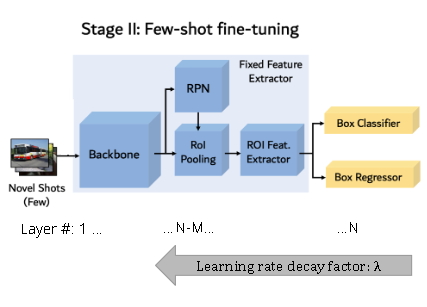 Stage II: Few-shot fine-tuning
Fixed Feature
Extractor
RPN
Backbone
RoI
Pooling
ROI Feat.
Extractor
Box Classifier
Box Regressor
Novel Shots
(Few)
Layer #: 1 ... ...N-M... ...N
Learning rate decay factor: λ